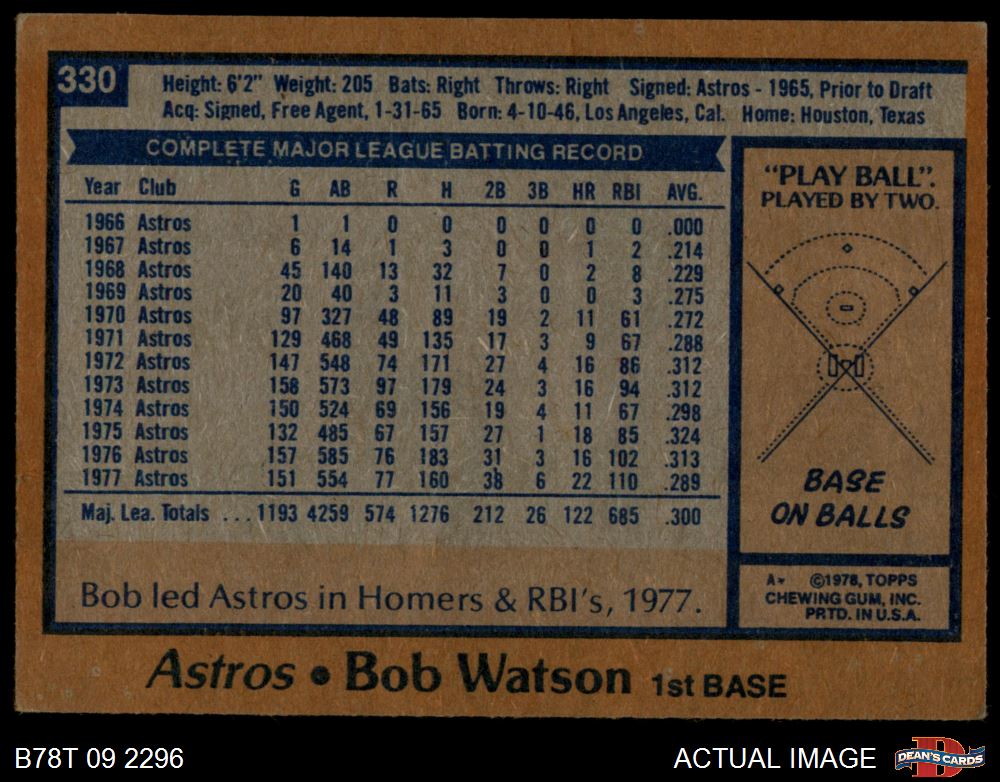 330
Height: 6'2" Weight: 205 Bats: Right Throws: Right Signed: Astros - 1965, Prior to Draft
Acq: Signed, Free Agent, 1-31-65 Born: 4-10-46, Los Angeles, Cal. Home: Houston, Texas
COMPLETE MAJOR LEAGUE BATTING RECORD
Year Club G AB R H 2B 3B HR RBI AVG.
1966 Astros 1 1 0 0 0 0 0 0 .000
1967 Astros 6 14 1 3 0 0 1 2 .214
1968 Astros 45 140 13 32 7 0 2 8 .229
1969 Astros 20 40 3 11 3 0 0 3 .275
1970 Astros 97 327 48 89 19 2 11 61 .272
1971 Astros 129 468 49 135 17 3 9 67 .288
1972 Astros 147 548 74 171 27 4 16 86 .312
1973 Astros 158 573 97 179 24 3 16 94 .312
1974 Astros 150 524 69 156 19 4 11 67 .298
1975 Astros 132 485 67 157 27 1 18 85 .324
1976 Astros 157 585 76 183 31 3 16 102 .313
1977 Astros 151 554 77 160 38 6 22 110 .289
Maj. Lea. Totals ... 1193 4259 574 1276 212 26 122 685 .300
Bob led Astros in Homers & RBI's, 1977.
"PLAY BALL".
PLAYED BY TWO.
BASE
ON BALLS
A* ©1978, TOPPS
CHEWING GUM, INC.
PRTD. IN U.S.A.
Astros • Bob Watson 1st BASE
B78T 09 2296
ACTUAL IMAGE
D
DEAN'S CARDS